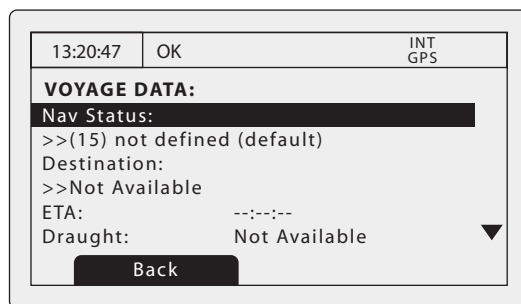 13:20:47 OK INT
GPS
VOYAGE DATA:
Nav Status:
>>(15) not defined (default)
Destination:
>>Not Available
ETA: --:--:--
Draught: Not Available
Back